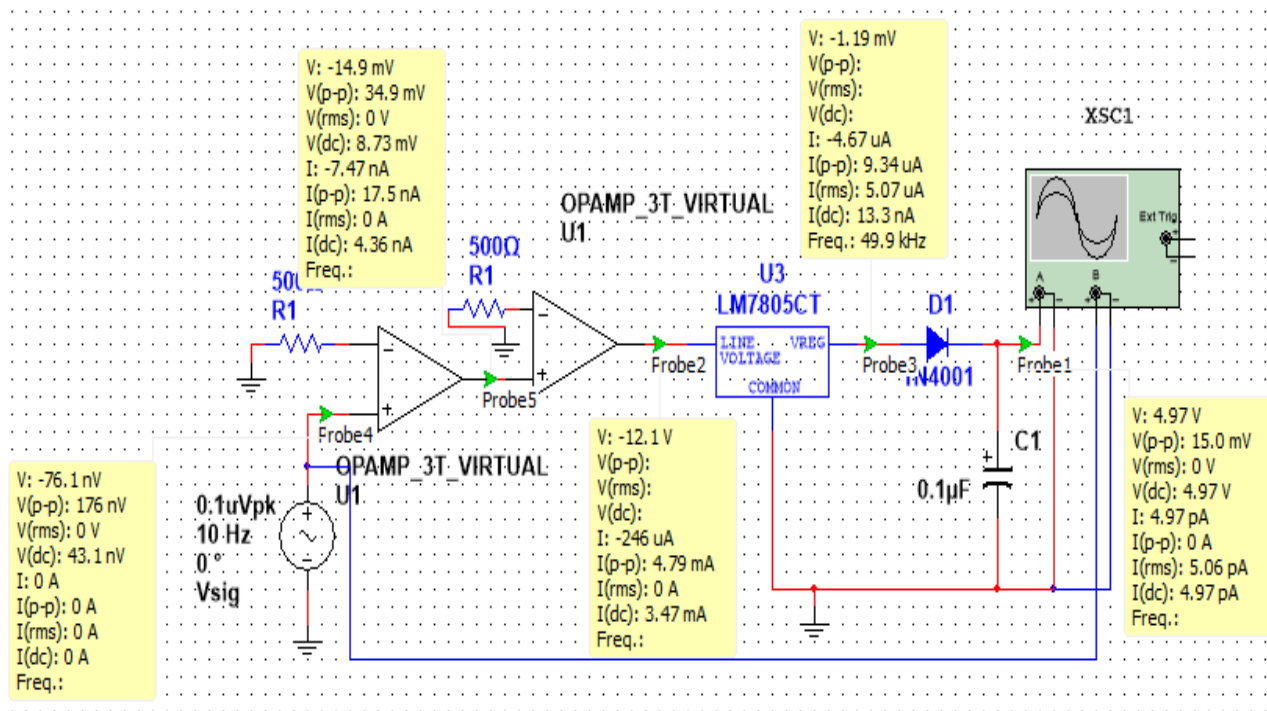 V: -14.9 mV
V(p-p): 34.9 mV
V(rms): 0 V
V(dc): 8.73 mV
I: -7.47 nA
I(p-p): 17.5 nA
I(rms): 0 A
I(dc): 4.36 nA
Freq.:
V: -1.19 mV
V(p-p):
V(rms):
V(dc):
I: -4.67 uA
I(p-p): 9.34 uA
I(rms): 5.07 uA
I(dc): 13.3 nA
Freq.: 49.9 kHz
XSC1
Ext Trig
+
-
A
B
+ -
+ -
OPAMP_3T_VIRTUAL
U1
500Ω
R1
R1
U3
LM7805CT
LINE
VOLTAGE
VREG
COMMON
D1
1N4001
Probe2
Probe3
Probe1
Probe5
Probe4
OPAMP_3T_VIRTUAL
U1
0.1uVpk
10 Hz
0 °
Vsig
C1
0.1µF
V: -76.1 nV
V(p-p): 176 nV
V(rms): 0 V
V(dc): 43.1 nV
I: 0 A
I(p-p): 0 A
I(rms): 0 A
I(dc): 0 A
Freq.:
V: -12.1 V
V(p-p):
V(rms):
V(dc):
I: -246 uA
I(p-p): 4.79 mA
I(rms): 0 A
I(dc): 3.47 mA
Freq.:
V: 4.97 V
V(p-p): 15.0 mV
V(rms): 0 V
V(dc): 4.97 V
I: 4.97 pA
I(p-p): 0 A
I(rms): 5.06 pA
I(dc): 4.97 pA
Freq.: